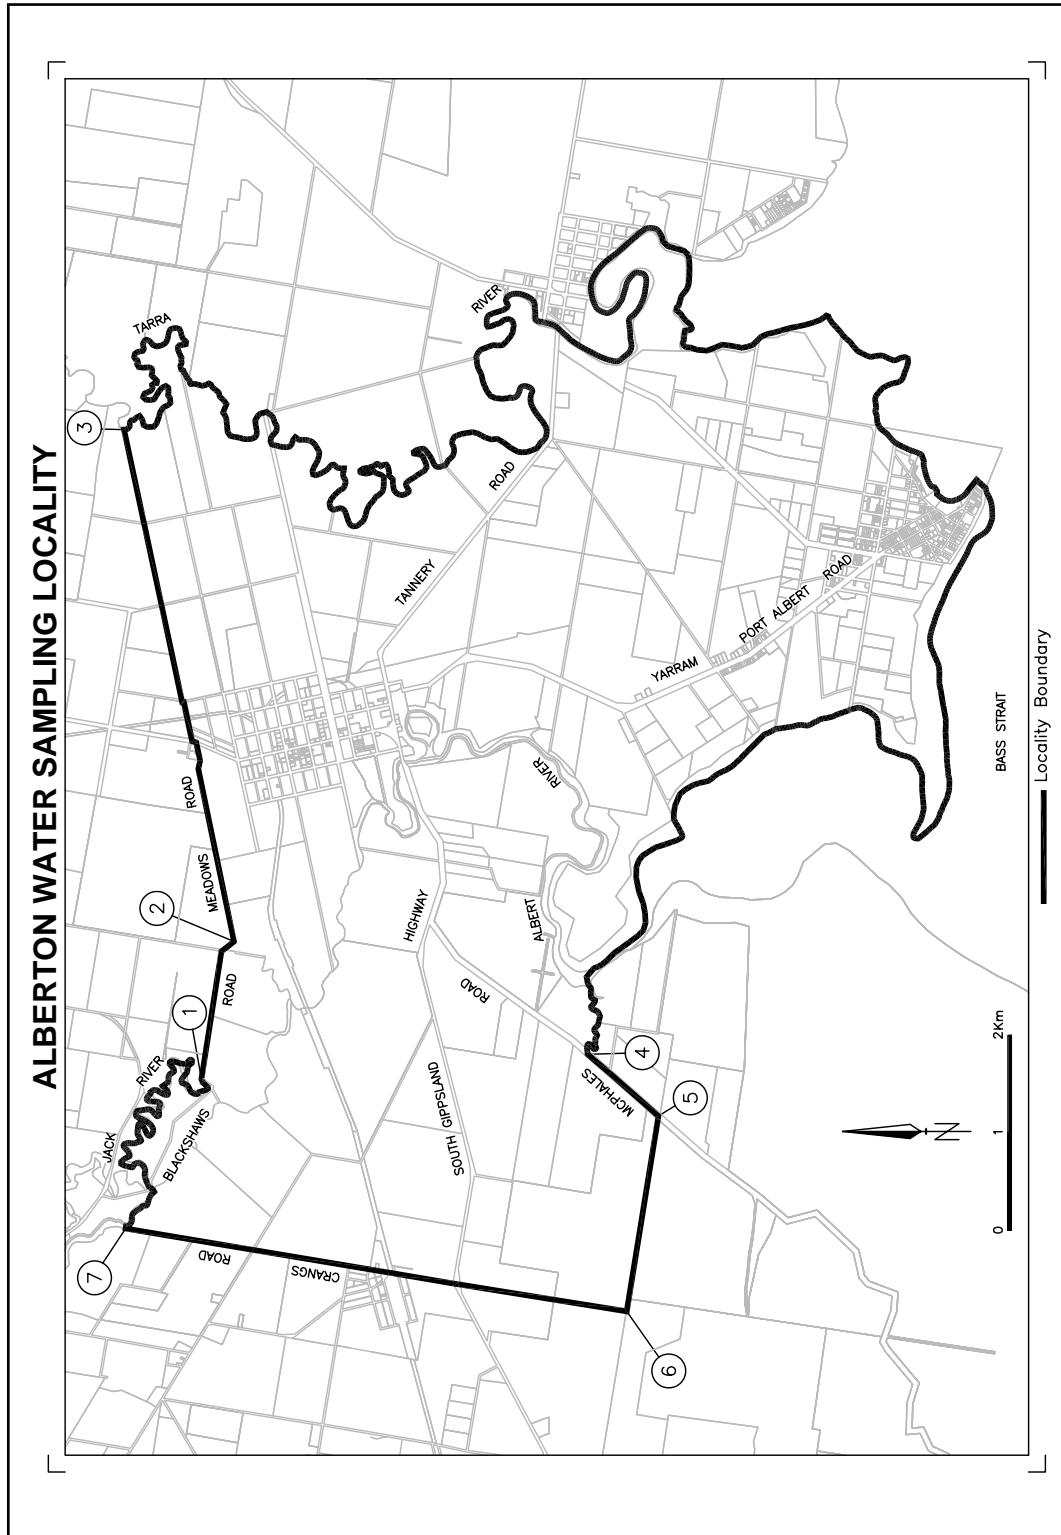 ALBERTON WATER SAMPLING LOCALITY
7
JACK
RIVER
BLACKSHAWS
1
ROAD
2
MEADOWS
ROAD
3
TARRA
ROAD
CRANGS
SOUTH GIPPSLAND
HIGHWAY
ROAD
ALBERT
RIVER
TANNERY
ROAD
RIVER
MCPHALES
4
5
6
YARRAM
PORT ALBERT
ROAD
N
0
1
2Km
BASS STRAIT
Locality Boundary